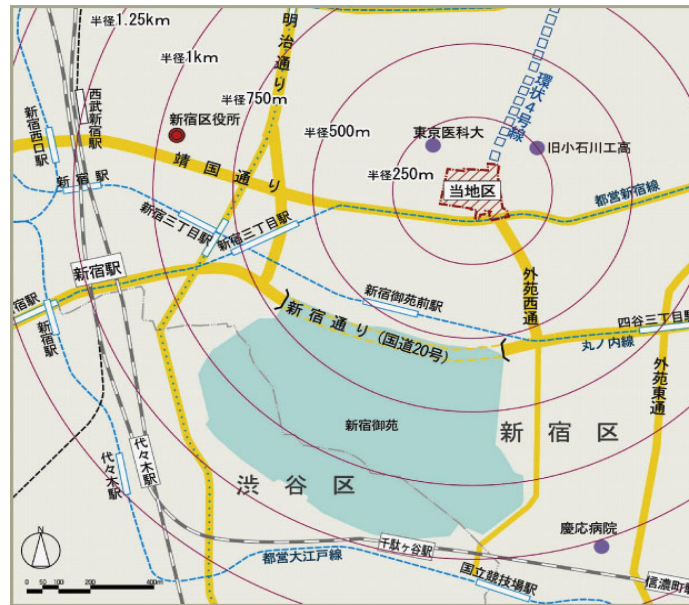 半径1.25km
半径1km
半径750m
半径500m
半径250m
明治通り
環状4号線
西武新宿駅
新宿西口駅
新宿区役所
東京医科大
旧小石川工高
靖国通り
当地区
新宿駅
新宿三丁目駅
新宿三丁目駅
都営新宿線
新宿駅
新宿御苑前駅
外苑西通
宿駅
新宿駅
新宿通り(国道20号)
四谷三丁目駅
丸ノ内線
外苑東通
新宿御苑
新宿区
代々木駅
代々木駅
渋谷区
慶応病院
千駄ヶ谷駅
都営大江戸線
国立競技場駅
信濃町
N
0 50 100 200 400m